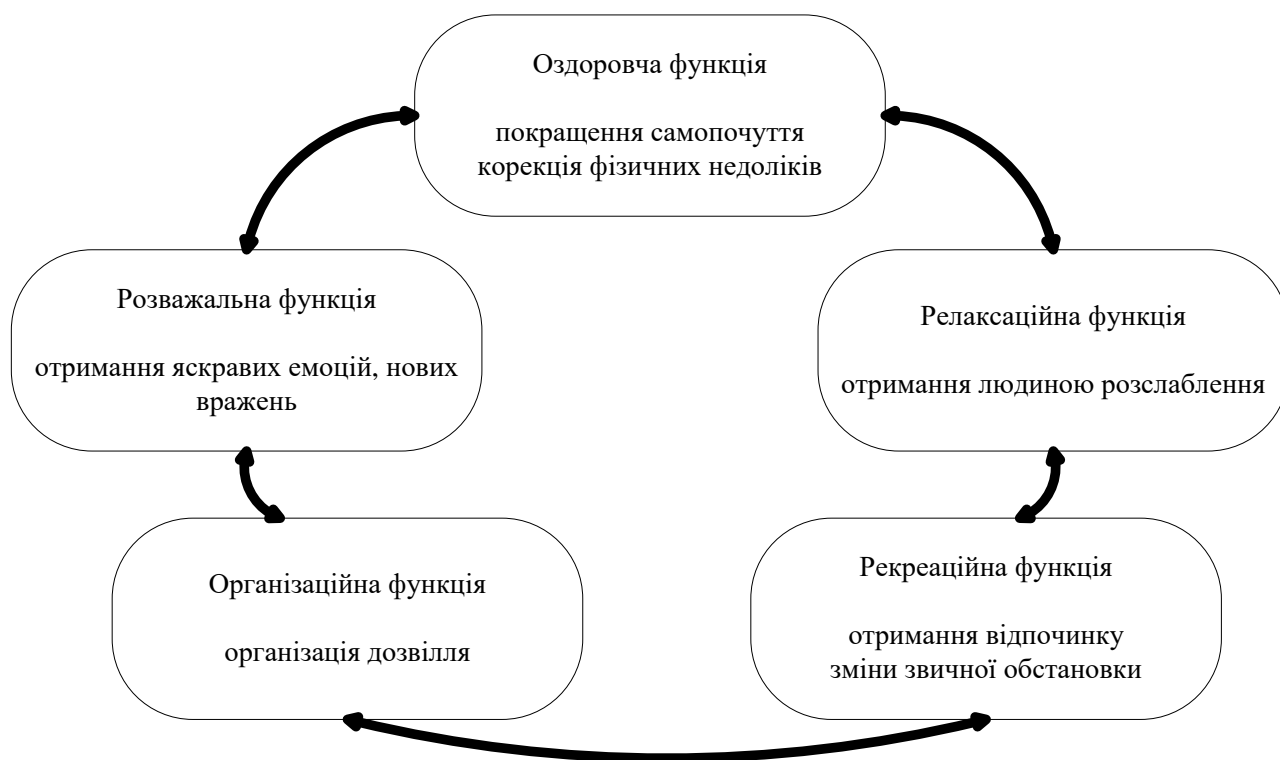 Оздоровча функція
покращення самопочуття
корекція фізичних недоліків
Розважальна функція
отримання яскравих емоцій, нових
вражень
Релаксаційна функція
отримання людиною розслаблення
Організаційна функція
організація дозвілля
Рекреаційна функція
отримання відпочинку
зміни звичної обстановки